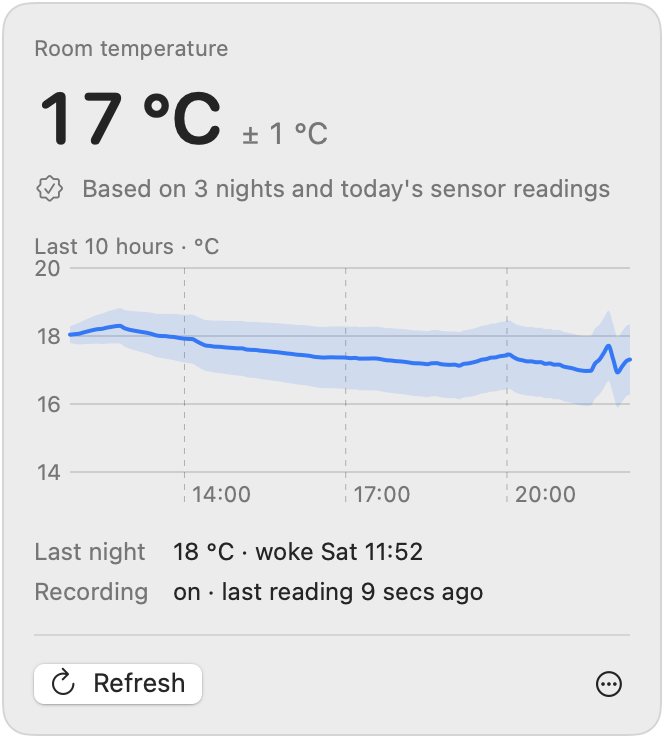 Room temperature
17 °C ± 1 °C
Based on 3 nights and today's sensor readings
Last 10 hours · °C
20
18
16
14
14:00 17:00 20:00
Last night 18 °C · woke Sat 11:52
Recording on · last reading 9 secs ago
Refresh